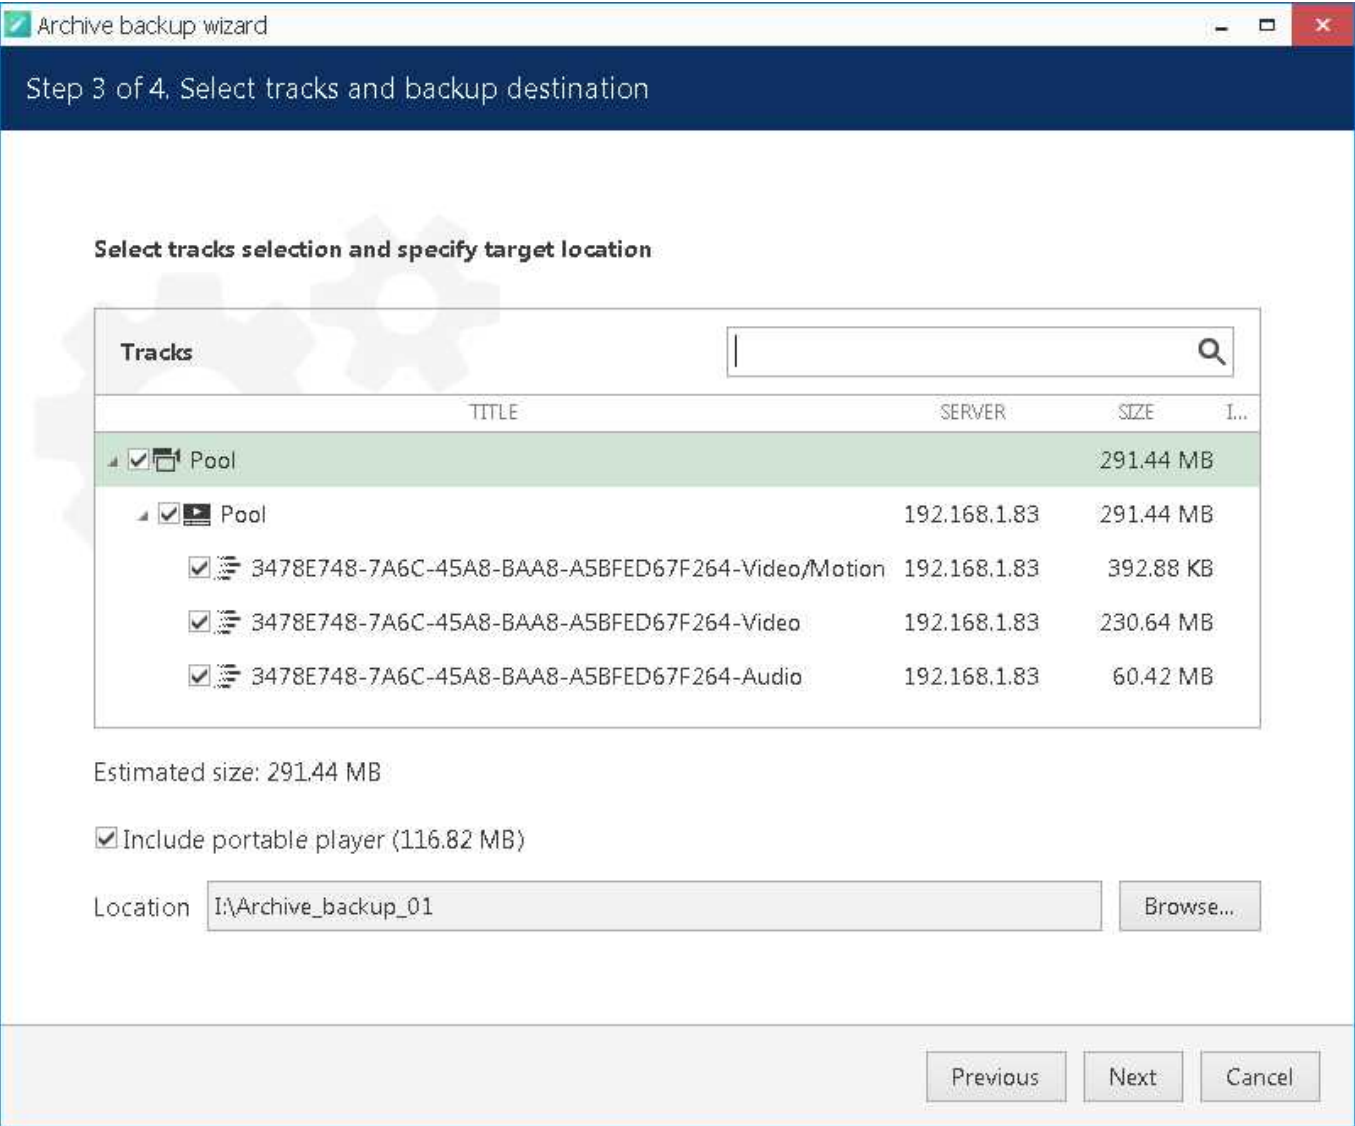 Archive backup wizard
Step 3 of 4. Select tracks and backup destination
Select tracks selection and specify target location
Tracks
TITLE SERVER SIZE I...
Pool 291.44 MB
Pool 192.168.1.83 291.44 MB
3478E748-7A6C-45A8-BAA8-A5BFED67F264-Video/Motion 192.168.1.83 392.88 KB
3478E748-7A6C-45A8-BAA8-A5BFED67F264-Video 192.168.1.83 230.64 MB
3478E748-7A6C-45A8-BAA8-A5BFED67F264-Audio 192.168.1.83 60.42 MB
Estimated size: 291.44 MB
Include portable player (116.82 MB)
Location I:\Archive_backup_01 Browse...
Previous Next Cancel